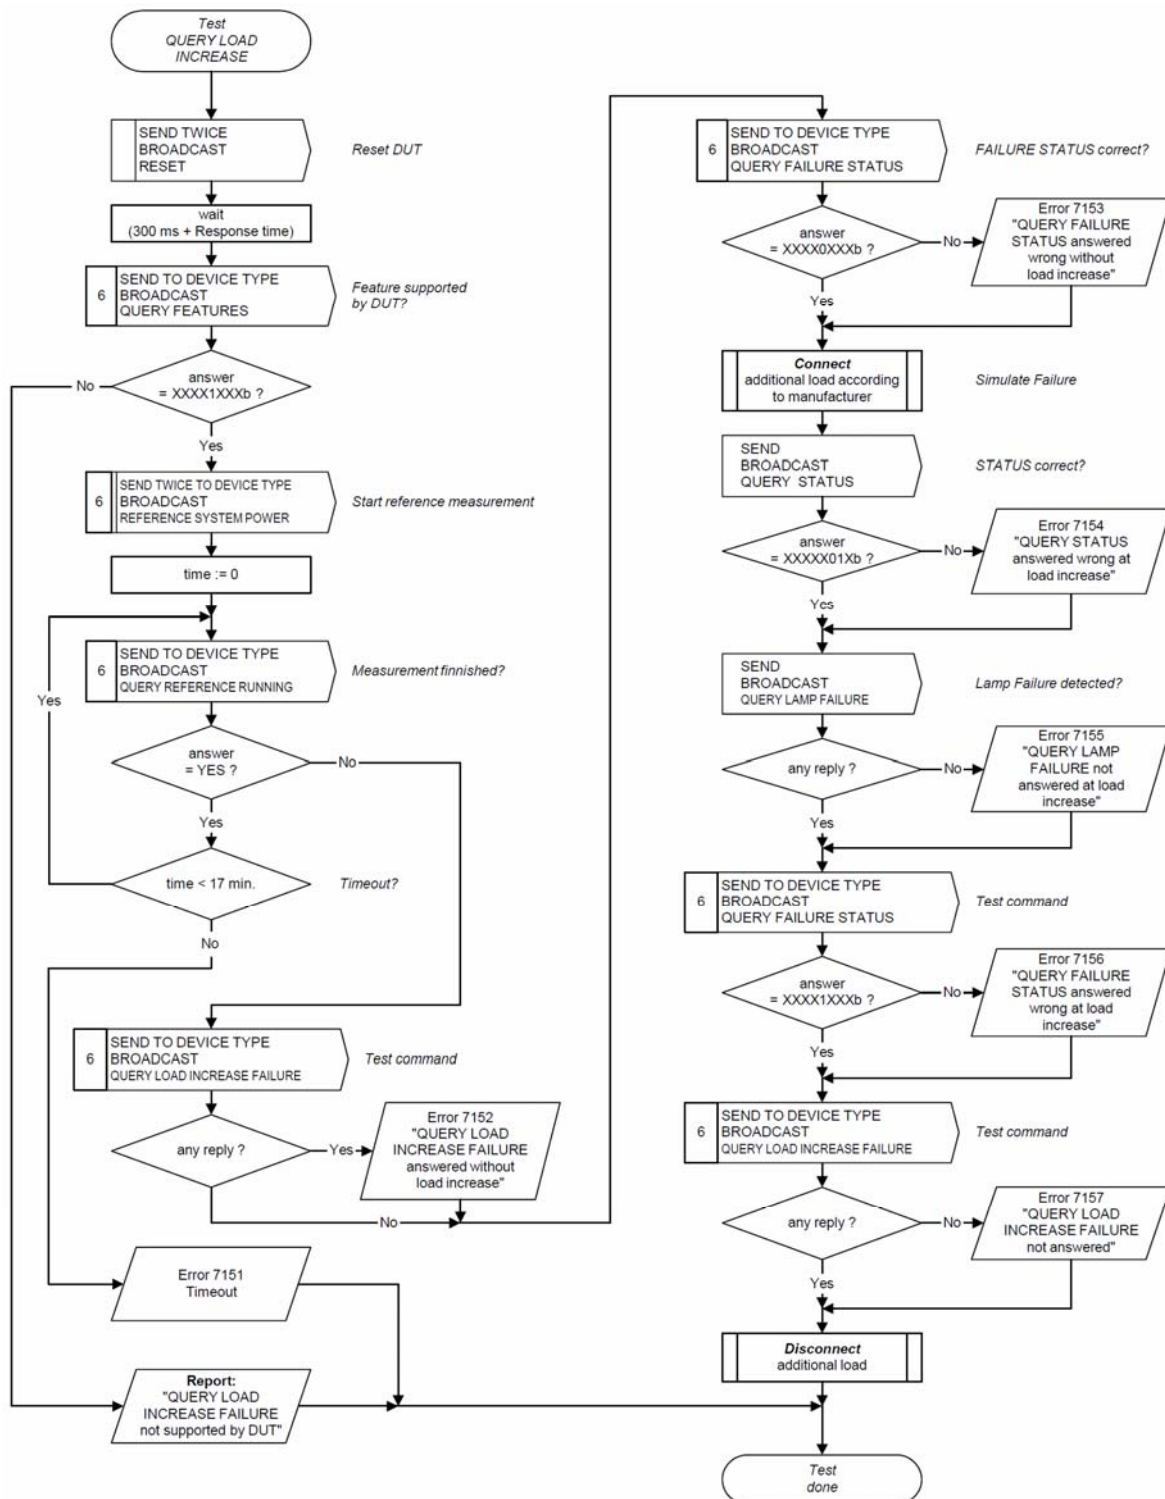 Test
QUERY LOAD
INCREASE
SEND TWICE
BROADCAST
RESET
Reset DUT
wait
(300 ms + Response time)
6
SEND TO DEVICE TYPE
BROADCAST
QUERY FEATURES
Feature supported
by DUT?
answer
= XXXX1XXXb ?
No
Yes
6
SEND TWICE TO DEVICE TYPE
BROADCAST
REFERENCE SYSTEM POWER
Start reference measurement
time := 0
6
SEND TO DEVICE TYPE
BROADCAST
QUERY REFERENCE RUNNING
Measurement finnished?
Yes
answer
= YES ?
No
Yes
time < 17 min.
Timeout?
No
6
SEND TO DEVICE TYPE
BROADCAST
QUERY LOAD INCREASE FAILURE
Test command
any reply ?
Yes
Error 7152
"QUERY LOAD
INCREASE FAILURE
answered without
load increase"
No
Error 7151
Timeout
Report:
"QUERY LOAD
INCREASE FAILURE
not supported by DUT"
6
SEND TO DEVICE TYPE
BROADCAST
QUERY FAILURE STATUS
FAILURE STATUS correct?
answer
= XXXX0XXXb ?
No
Error 7153
"QUERY FAILURE
STATUS answered
wrong without
load increase"
Yes
Connect
additional load according
to manufacturer
Simulate Failure
SEND
BROADCAST
QUERY STATUS
STATUS correct?
answer
= XXXXX01Xb ?
No
Error 7154
"QUERY STATUS
answered wrong at
load increase"
Yes
SEND
BROADCAST
QUERY LAMP FAILURE
Lamp Failure detected?
any reply ?
No
Error 7155
"QUERY LAMP
FAILURE not
answered at load
increase"
Yes
6
SEND TO DEVICE TYPE
BROADCAST
QUERY FAILURE STATUS
Test command
answer
= XXXX1XXXb ?
No
Error 7156
"QUERY FAILURE
STATUS answered
wrong at load
increase"
Yes
6
SEND TO DEVICE TYPE
BROADCAST
QUERY LOAD INCREASE FAILURE
Test command
any reply ?
No
Error 7157
"QUERY LOAD
INCREASE FAILURE
not answered"
Yes
Disconnect
additional load
Test
done